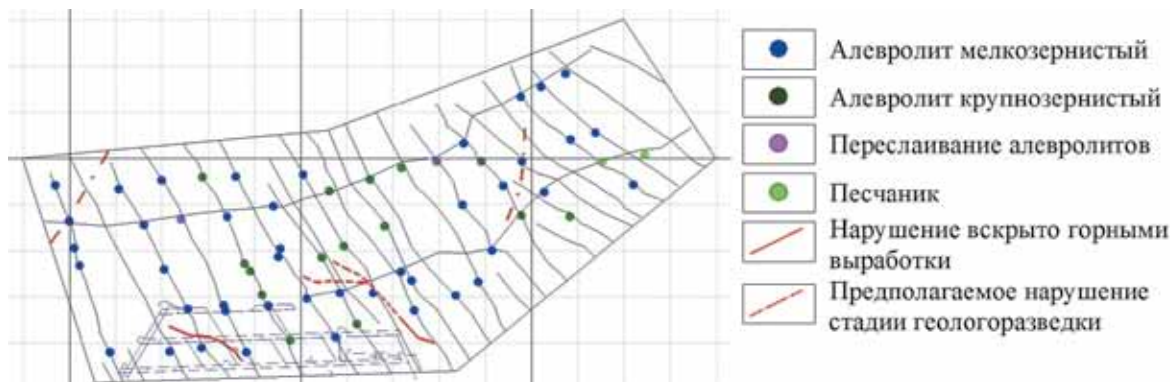 Алевролит мелкозернистый
Алевролит крупнозернистый
Переслаивание алевролитов
Песчаник
Нарушение вскрыто горными
выработки
Предполагаемое нарушение
стадии геологоразведки